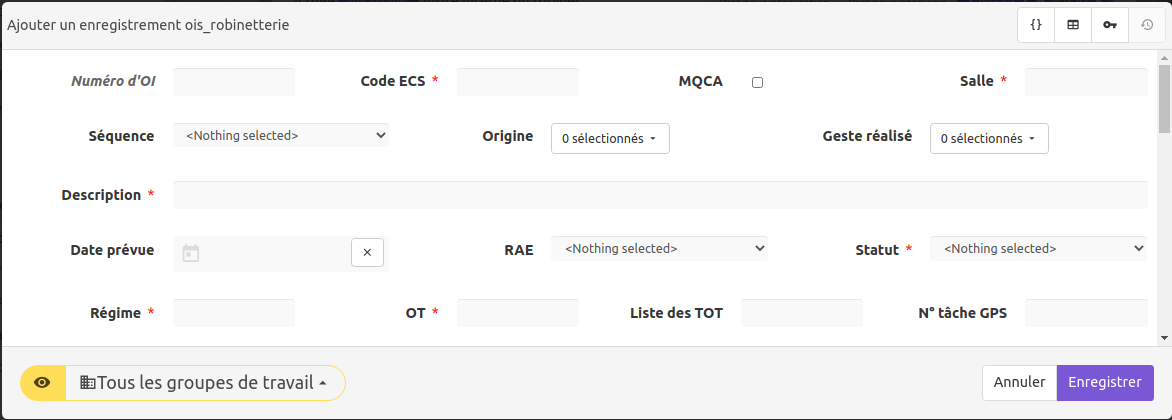 Ajouter un enregistrement ois_robinetterie {}
Numéro d'OI Code ECS * MQCA Salle *
Séquence <Nothing selected> Origine 0 sélectionnés Geste réalisé 0 sélectionnés
Description *
Date prévue × RAE <Nothing selected> Statut * <Nothing selected>
Régime * OT * Liste des TOT N° tâche GPS
Tous les groupes de travail Annuler Enregistrer